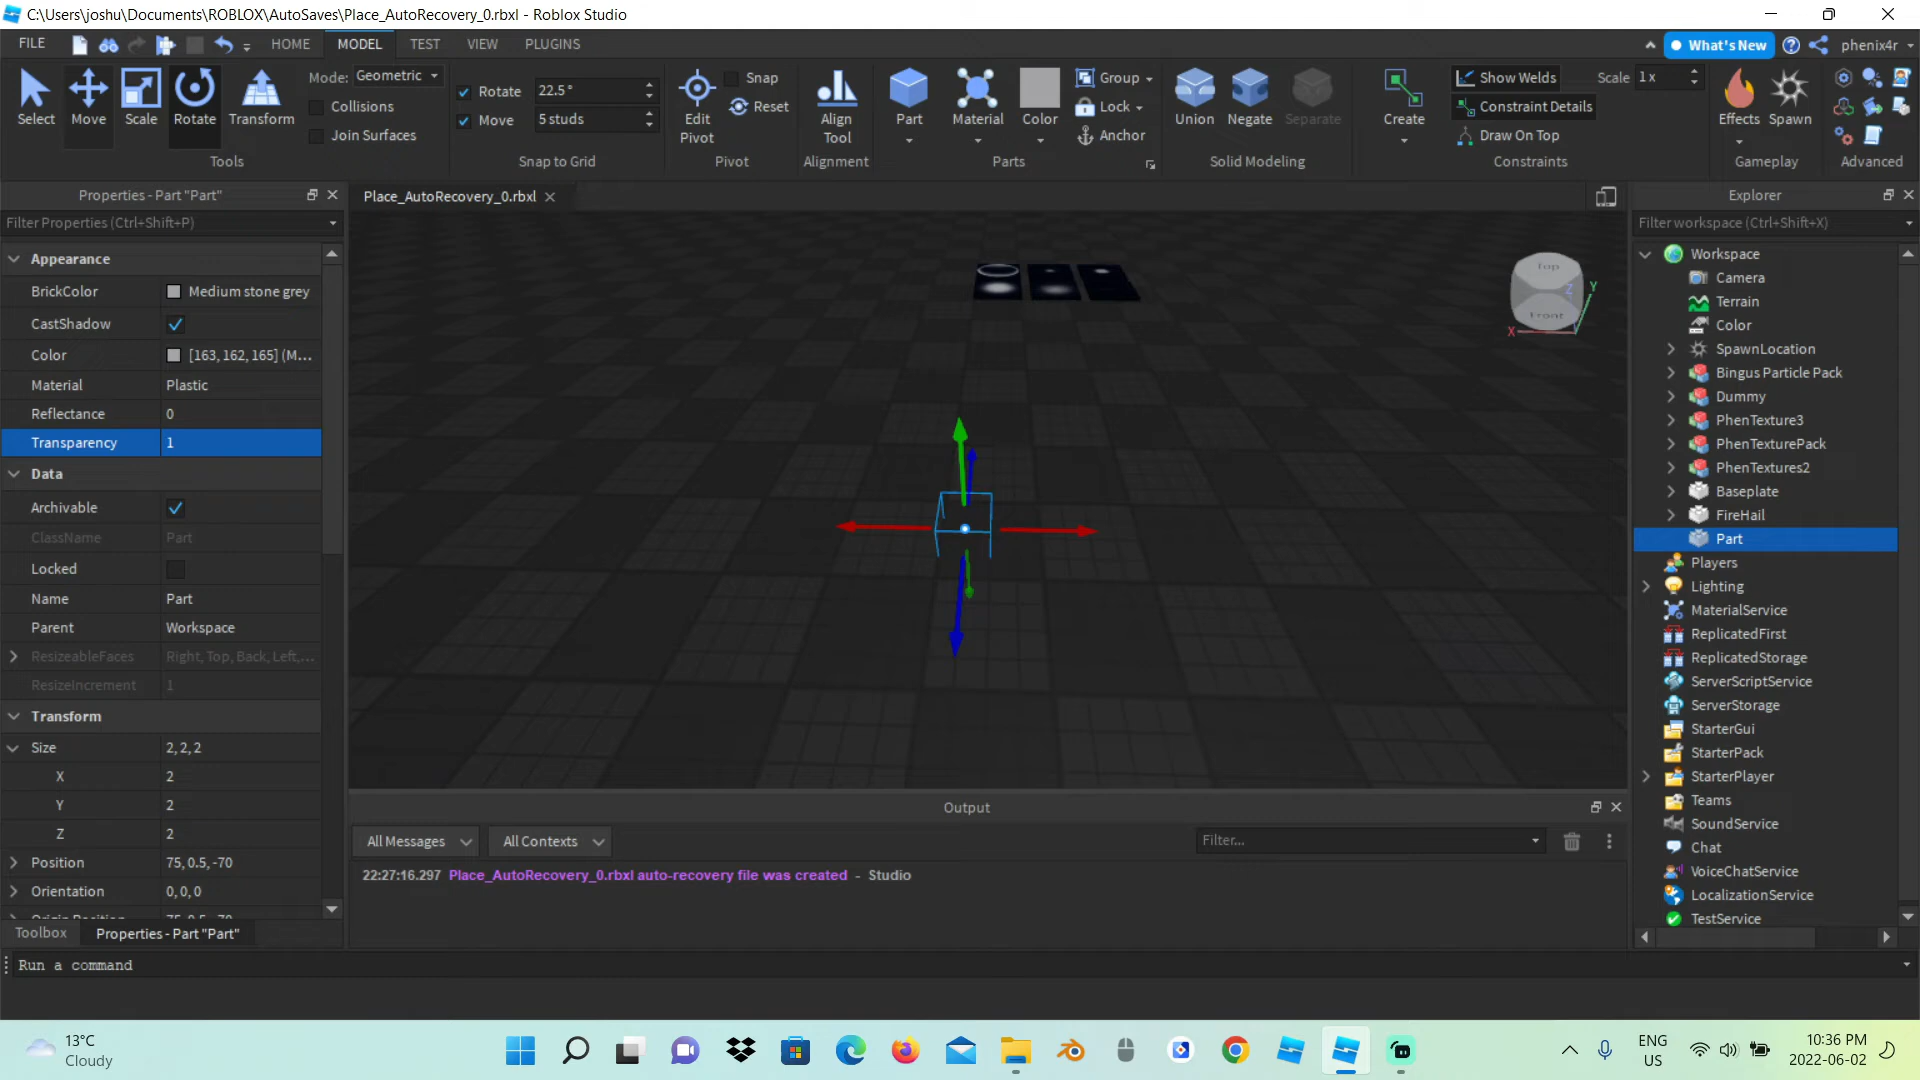 C:\Users\joshu\Documents\ROBLOX\AutoSaves\Place_AutoRecovery_0.rbxl - Roblox Studio
FILE HOME MODEL TEST VIEW PLUGINS What's New phenix4r
Select Move Scale Rotate Transform
Mode: Geometric
Collisions
Join Surfaces
Tools
Rotate 22.5°
Move 5 studs
Snap to Grid
Edit Pivot
Snap
Reset
Pivot
Align Tool
Alignment
Part Material Color
Group
Lock
Anchor
Parts
Union Negate Separate
Solid Modeling
Create
Show Welds
Constraint Details
Draw On Top
Scale 1x
Constraints
Effects Spawn
Gameplay
Advanced
Properties - Part "Part"
Filter Properties (Ctrl+Shift+P)
Appearance
BrickColor Medium stone grey
CastShadow
Color [163, 162, 165] (M...
Material Plastic
Reflectance 0
Transparency 1
Data
Archivable
ClassName Part
Locked
Name Part
Parent Workspace
ResizeableFaces Right, Top, Back, Left,...
ResizeIncrement 1
Transform
Size 2, 2, 2
X 2
Y 2
Z 2
Position 75, 0.5, -70
Orientation 0, 0, 0
Origin Position 75, 0.5, -70
Toolbox Properties - Part "Part"
Run a command
Place_AutoRecovery_0.rbxl
Top
Front
X
Y
Z
Output
All Messages All Contexts Filter...
22:27:16.297 Place_AutoRecovery_0.rbxl auto-recovery file was created - Studio
Explorer
Filter workspace (Ctrl+Shift+X)
Workspace
Camera
Terrain
Color
SpawnLocation
Bingus Particle Pack
Dummy
PhenTexture3
PhenTexturePack
PhenTextures2
Baseplate
FireHail
Part
Players
Lighting
MaterialService
ReplicatedFirst
ReplicatedStorage
ServerScriptService
ServerStorage
StarterGui
StarterPack
StarterPlayer
Teams
SoundService
Chat
VoiceChatService
LocalizationService
TestService
13°C
Cloudy
ENG
US
10:36 PM
2022-06-02